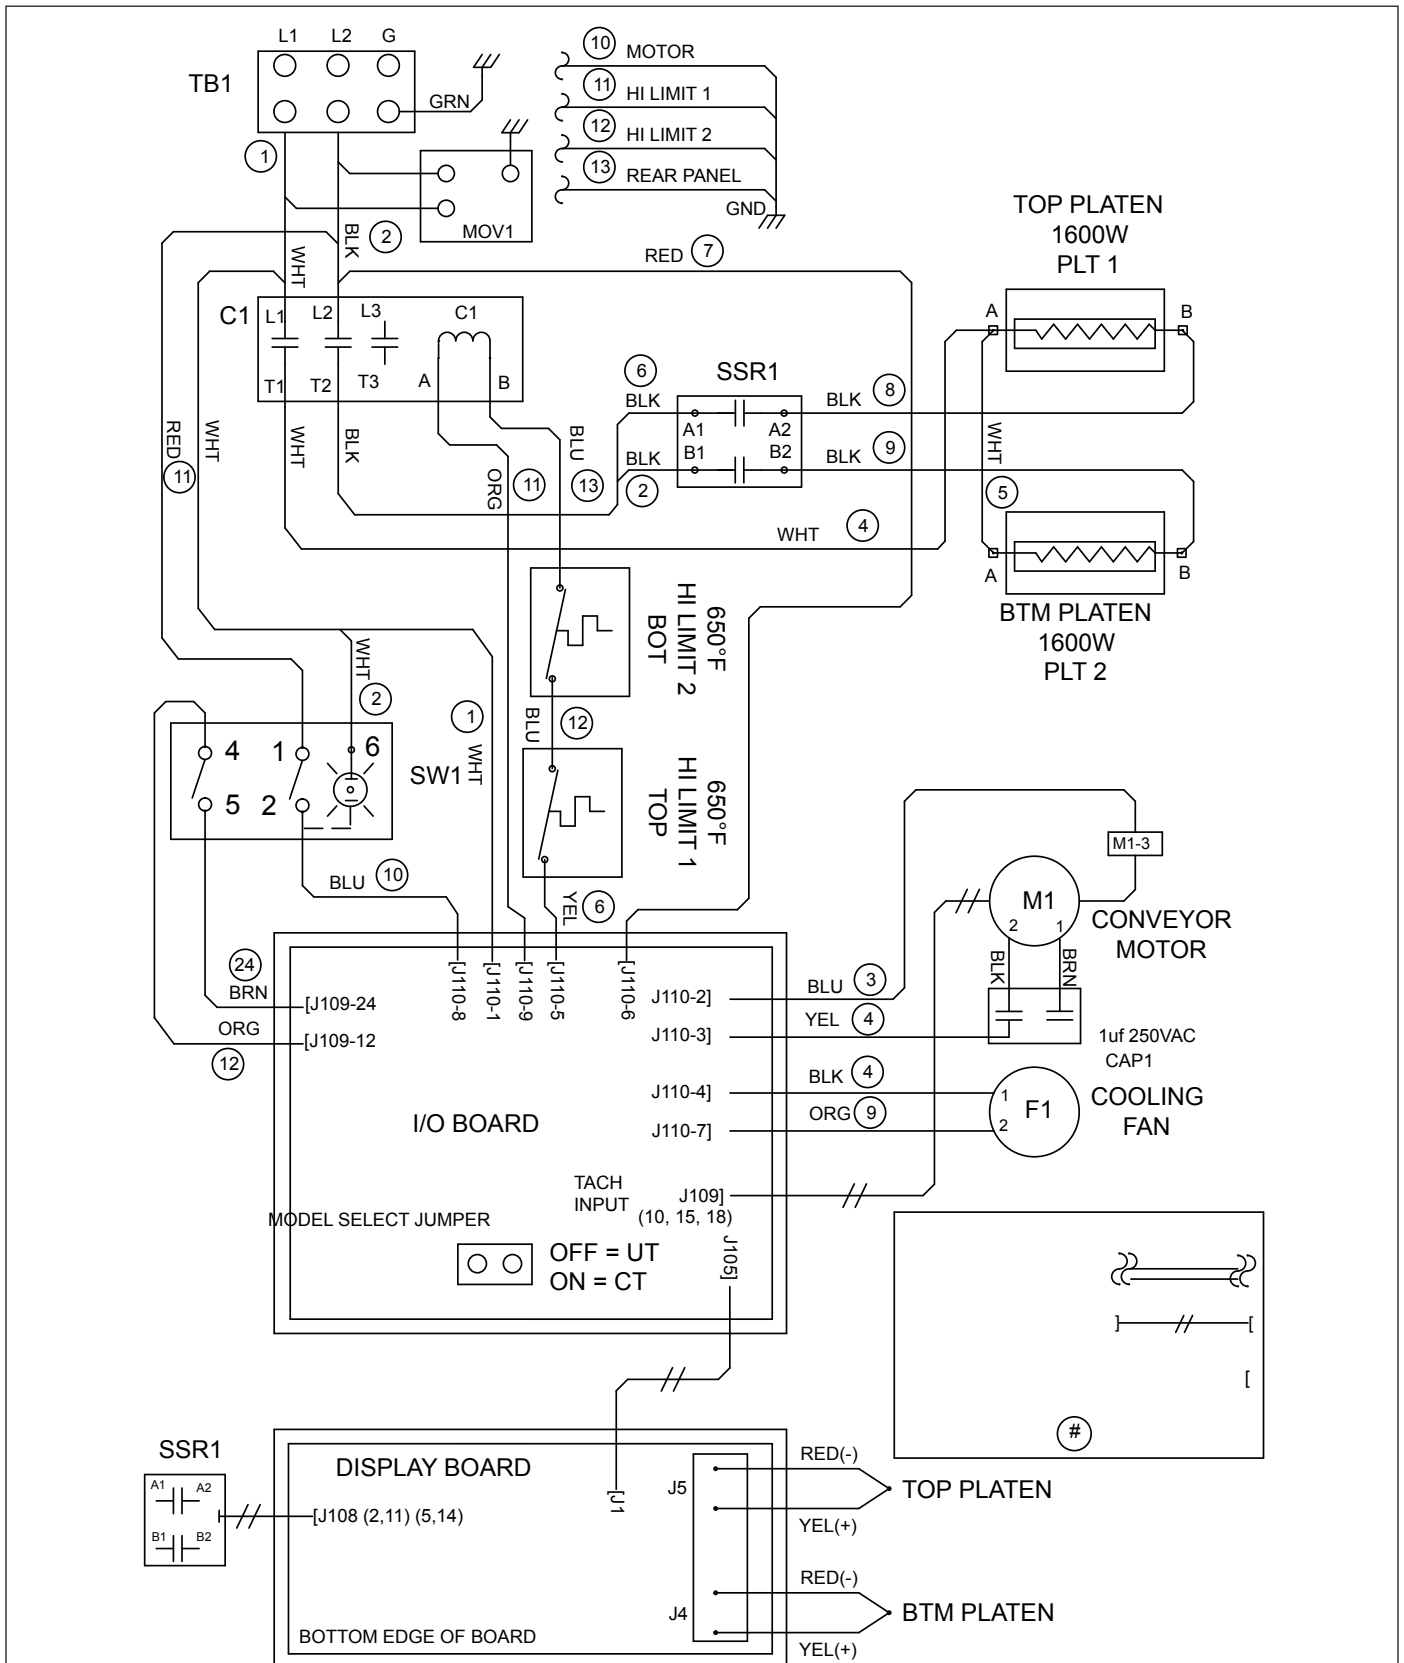 L1 L2 G
TB1
GRN
1
MOV1
2
BLK
WHT
10 MOTOR
11 HI LIMIT 1
12 HI LIMIT 2
13 REAR PANEL
GND
RED 7
TOP PLATEN
1600W
PLT 1
A B
C1
L1 L2 L3 C1
T1 T2 T3 A B
RED
11
WHT
WHT
BLK
ORG
11
BLU
13
6
BLK
SSR1
A1 A2
B1 B2
BLK
2
BLK 8
BLK 9
WHT 4
WHT
5
A B
BTM PLATEN
1600W
PLT 2
650°F
HI LIMIT 2
BOT
BLU
12
650°F
HI LIMIT 1
TOP
YEL
6
WHT
2
1
WHT
4 1 6
5 2
SW1
BLU 10
24
BRN
ORG
12
[J109-24
[J109-12
[J110-8
[J110-1
[J110-9
[J110-5
[J110-6
J110-2]
J110-3]
J110-4]
J110-7]
BLU 3
YEL 4
BLK 4
ORG 9
M1-3
M1
2 1
CONVEYOR
MOTOR
BLK
BRN
1uf 250VAC
CAP1
1
2
F1
COOLING
FAN
I/O BOARD
TACH
INPUT
J109]
(10, 15, 18)
J105]
MODEL SELECT JUMPER
OFF = UT
ON = CT
] [
[
#
SSR1
A1 A2
B1 B2
DISPLAY BOARD
[J108 (2,11) (5,14)
[J1
J5
RED(-)
TOP PLATEN
YEL(+)
J4
RED(-)
BTM PLATEN
YEL(+)
BOTTOM EDGE OF BOARD